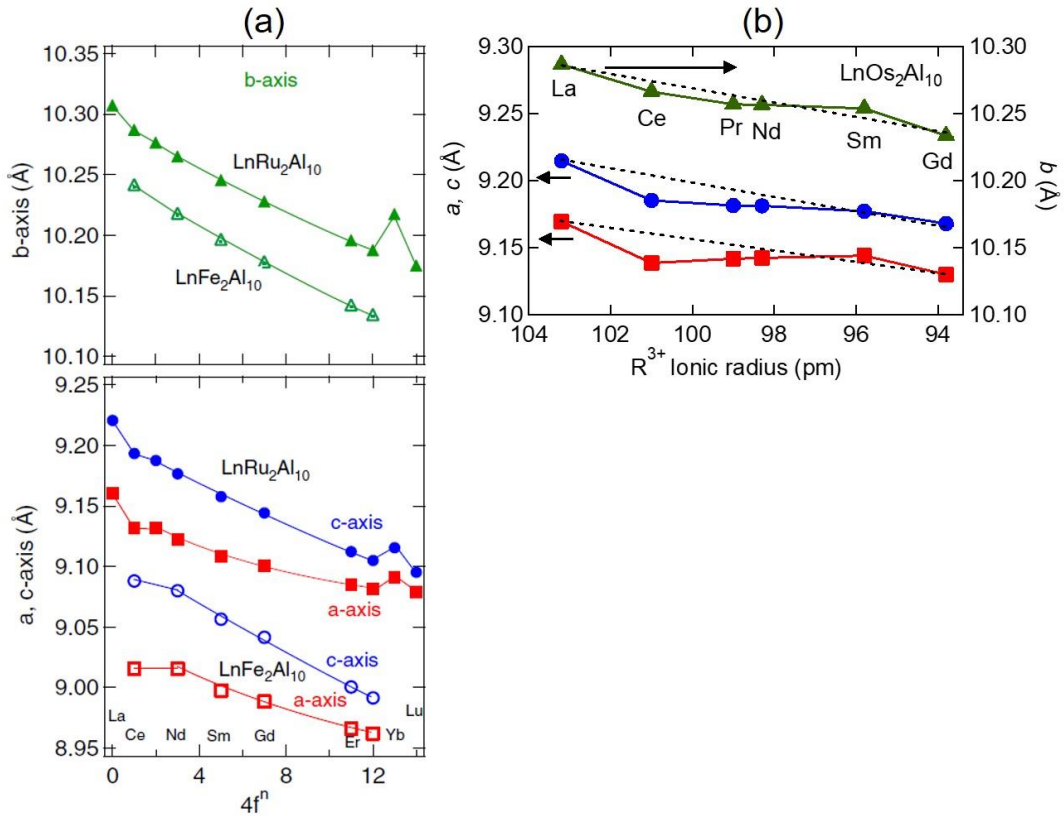 (a)
b-axis (Å)
10.35
10.30
10.25
10.20
10.15
10.10
b-axis
LnRu2Al10
LnFe2Al10
a, c-axis (Å)
9.25
9.20
9.15
9.10
9.05
9.00
8.95
LnRu2Al10
c-axis
a-axis
c-axis
LnFe2Al10
a-axis
La Ce Nd Sm Gd Er Yb Lu
0 4 8 12
4f^n
(b)
a, c (Å)
9.30
9.25
9.20
9.15
9.10
LnOs2Al10
La Ce Pr Nd Sm Gd
10.30
10.25
10.20
10.15
10.10
b (Å)
104 102 100 98 96 94
R^3+ Ionic radius (pm)